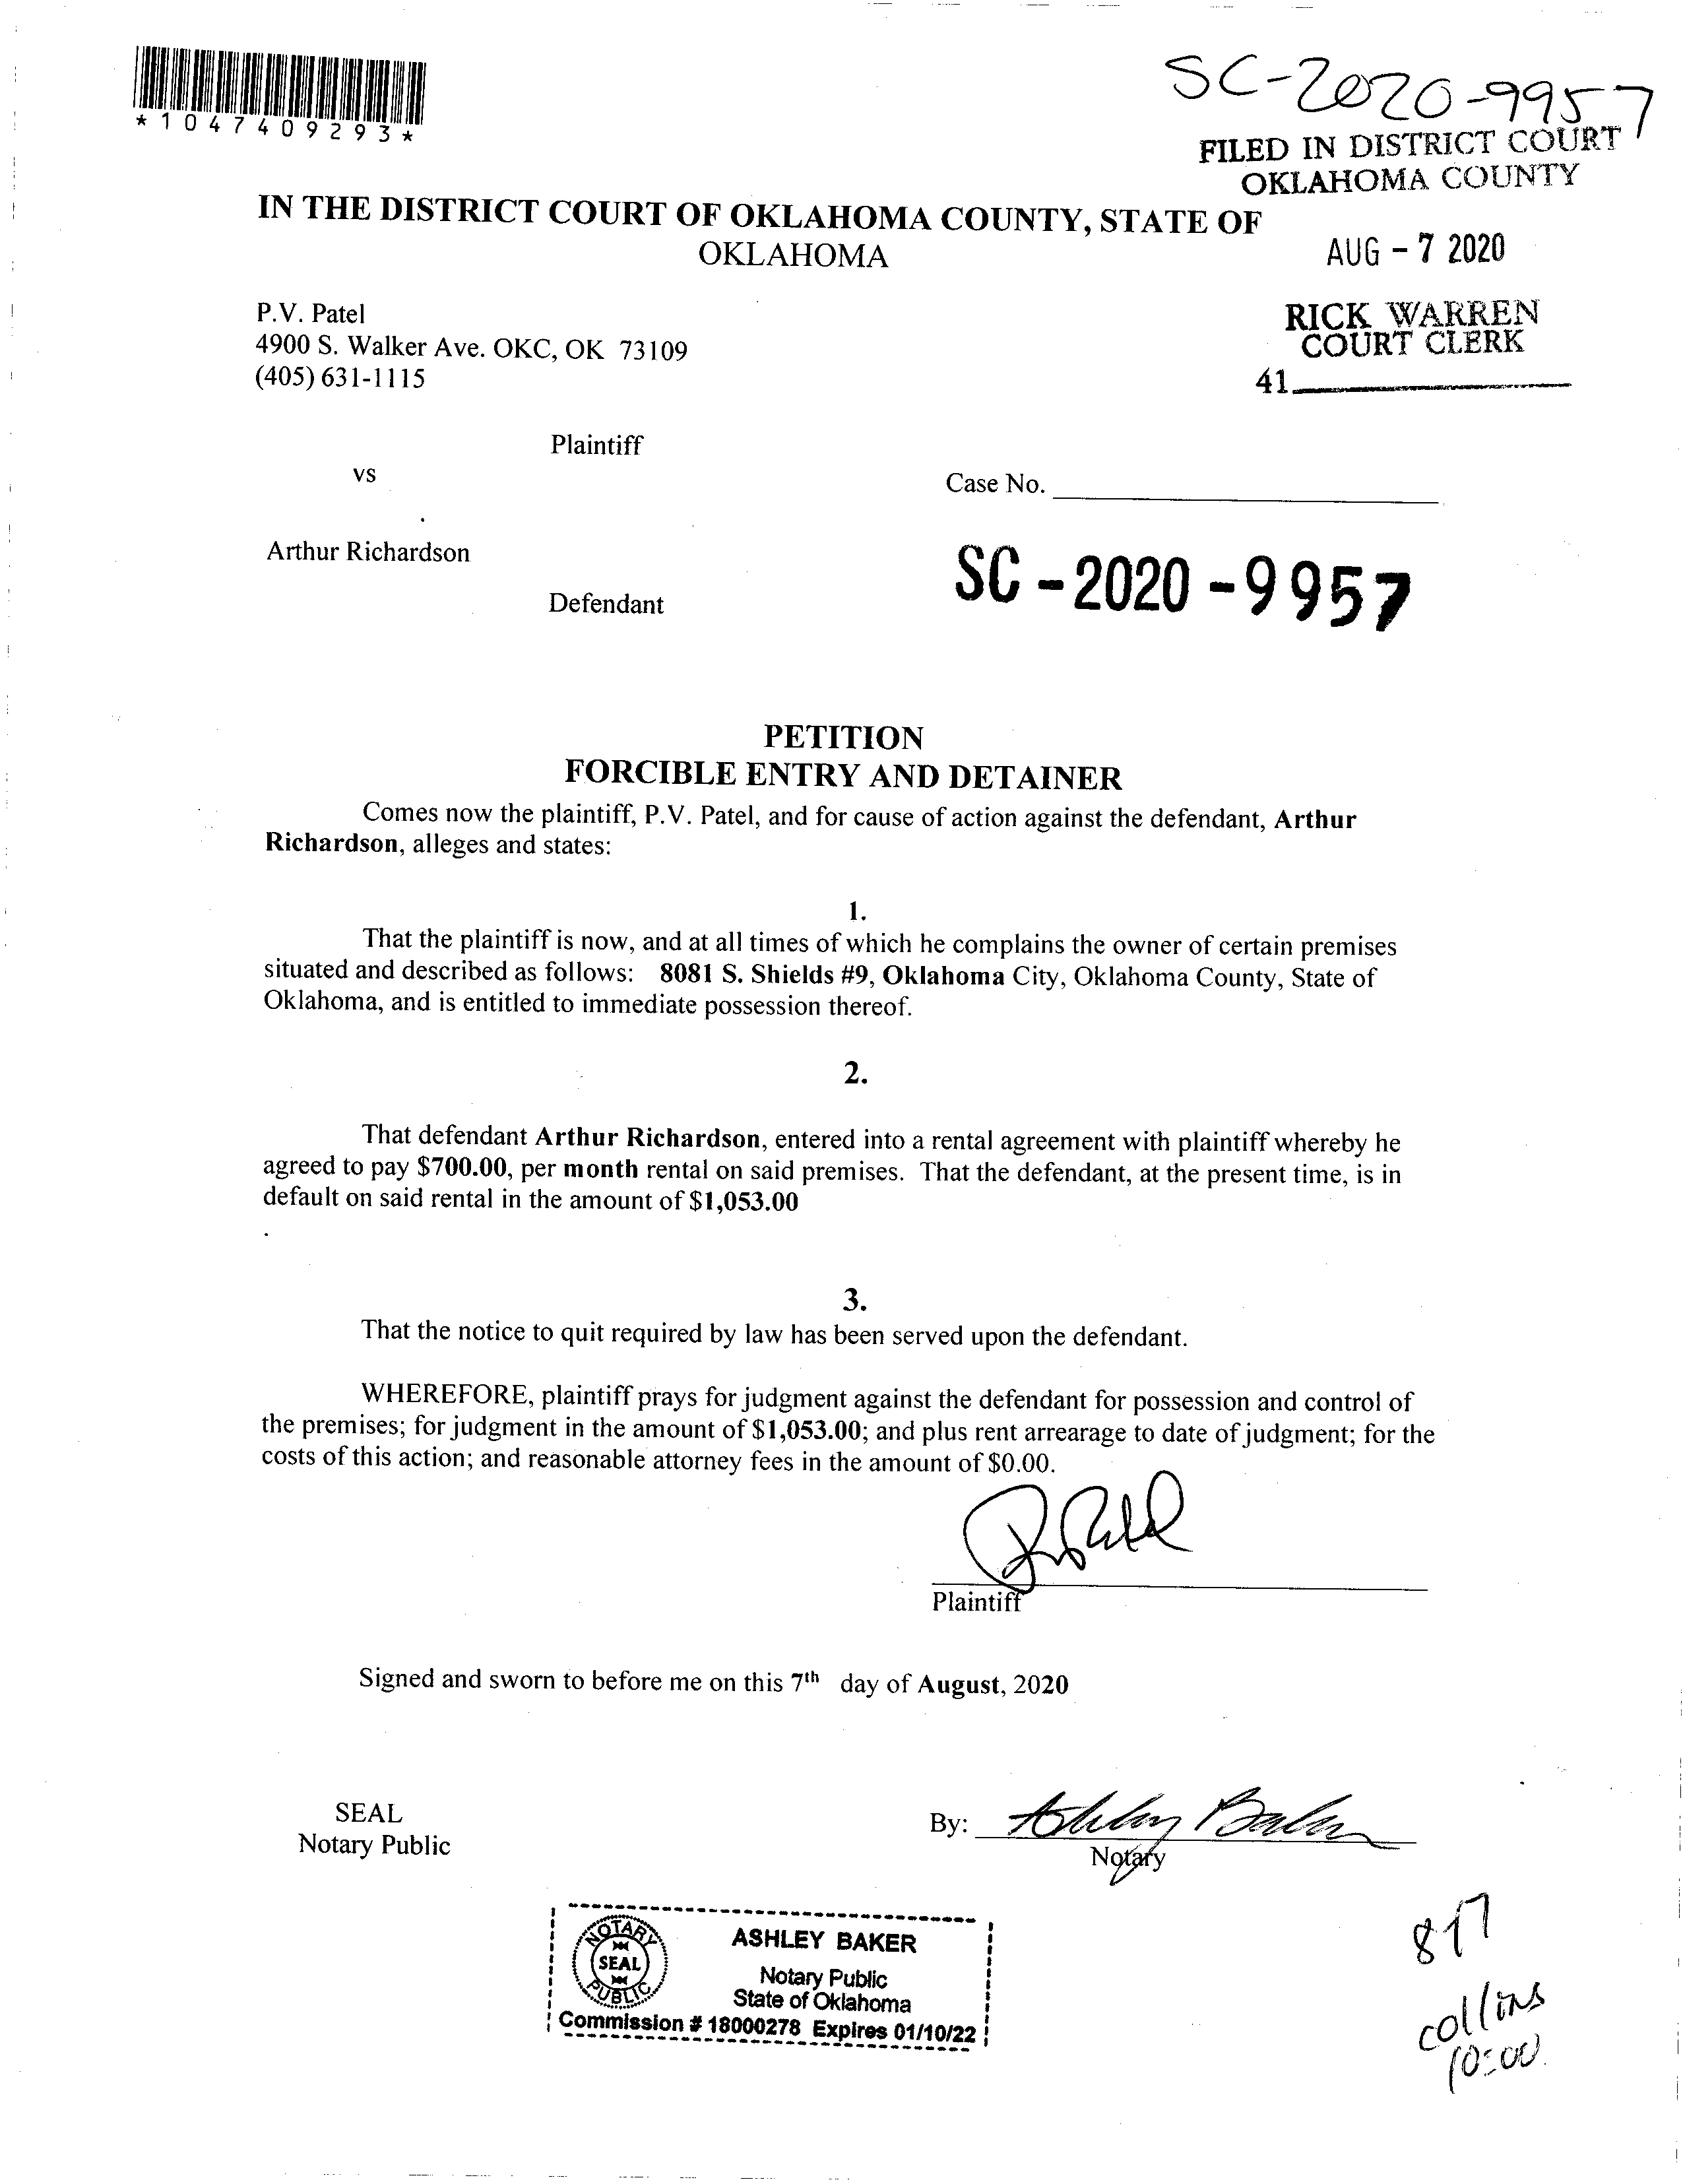 *1047409293*
SC-2020-9957
FILED IN DISTRICT COURT
OKLAHOMA COUNTY
IN THE DISTRICT COURT OF OKLAHOMA COUNTY, STATE OF
OKLAHOMA
AUG - 7 2020
P.V. Patel
4900 S. Walker Ave. OKC, OK 73109
(405) 631-1115
RICK WARREN
COURT CLERK
41
Plaintiff
vs
Case No.
Arthur Richardson
SC - 2020 - 9957
Defendant
PETITION
FORCIBLE ENTRY AND DETAINER
Comes now the plaintiff, P.V. Patel, and for cause of action against the defendant, Arthur
Richardson, alleges and states:
1.
That the plaintiff is now, and at all times of which he complains the owner of certain premises
situated and described as follows: 8081 S. Shields #9, Oklahoma City, Oklahoma County, State of
Oklahoma, and is entitled to immediate possession thereof.
2.
That defendant Arthur Richardson, entered into a rental agreement with plaintiff whereby he
agreed to pay $700.00, per month rental on said premises. That the defendant, at the present time, is in
default on said rental in the amount of $1,053.00
.
3.
That the notice to quit required by law has been served upon the defendant.
WHEREFORE, plaintiff prays for judgment against the defendant for possession and control of
the premises; for judgment in the amount of $1,053.00; and plus rent arrearage to date of judgment; for the
costs of this action; and reasonable attorney fees in the amount of $0.00.
Plaintiff
Signed and sworn to before me on this 7th day of August, 2020
SEAL
Notary Public
By: Ashley Baker
Notary
NOTARY
SEAL
PUBLIC
ASHLEY BAKER
Notary Public
State of Oklahoma
Commission # 18000278 Expires 01/10/22
collins
10:00